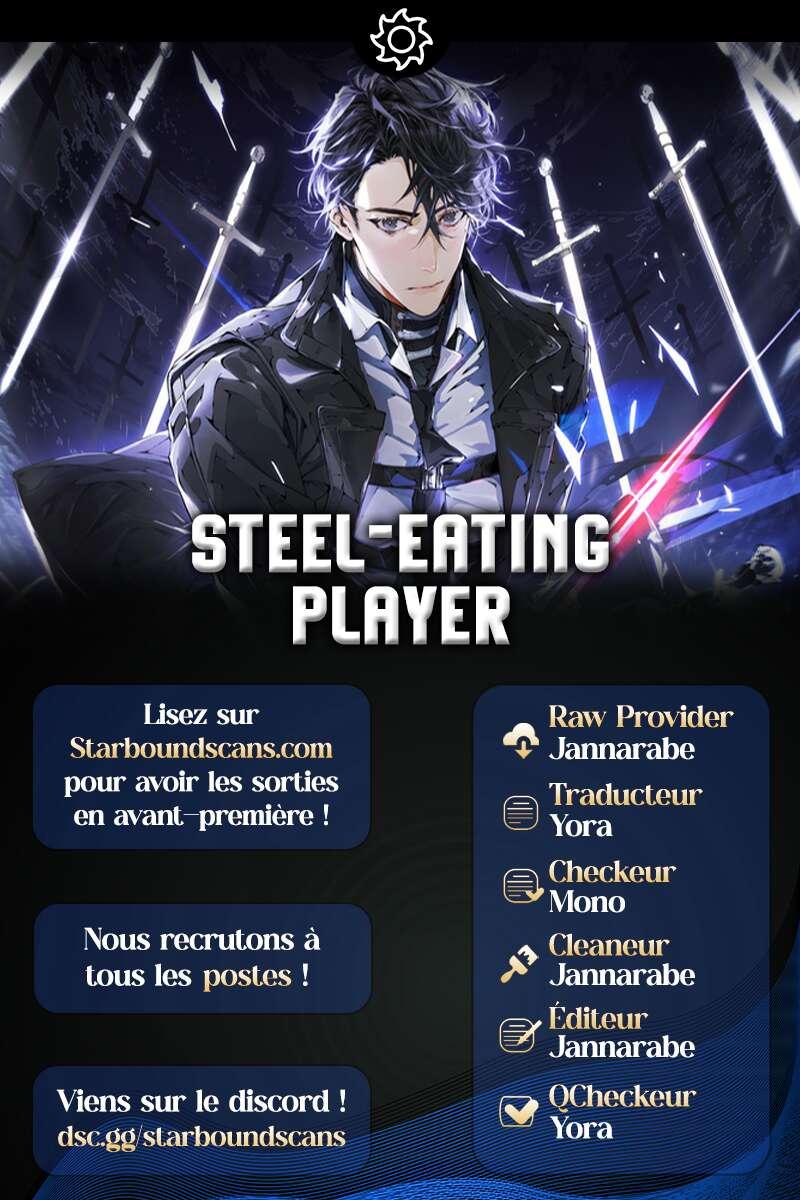 STEEL-EATING
PLAYER
Lisez sur
Starboundscans.com
pour avoir les sorties
en avant-première !
Nous recrutons à
tous les postes !
Viens sur le discord !
dsc.gg/starboundscans
Raw Provider
Jannarabe
Traducteur
Yora
Checkeur
Mono
Cleaneur
Jannarabe
Éditeur
Jannarabe
QCheckeur
Yora